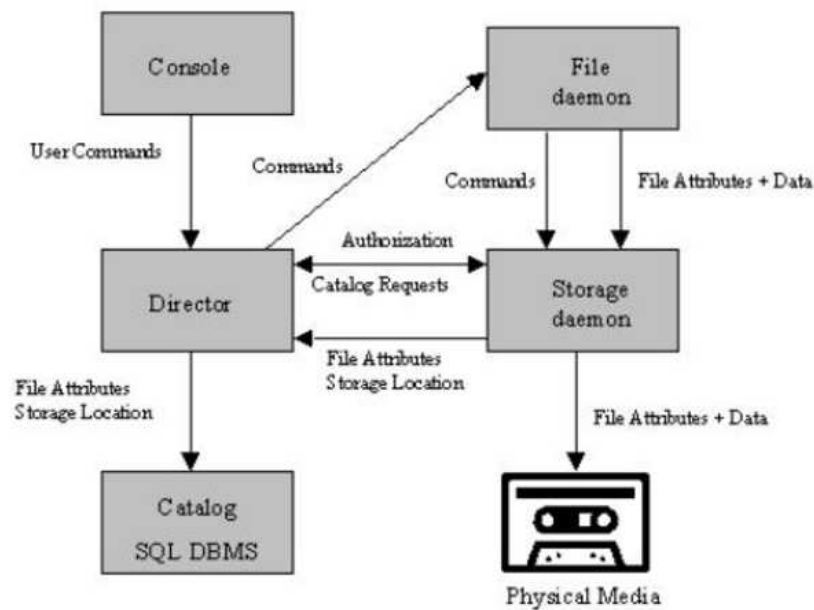 Console
File
daemon
User Commands
Commands
Commands
File Attributes + Data
Authorization
Director
Catalog Requests
Storage
daemon
File Attributes
Storage Location
File Attributes
Storage Location
File Attributes + Data
Catalog
SQL DBMS
Physical Media